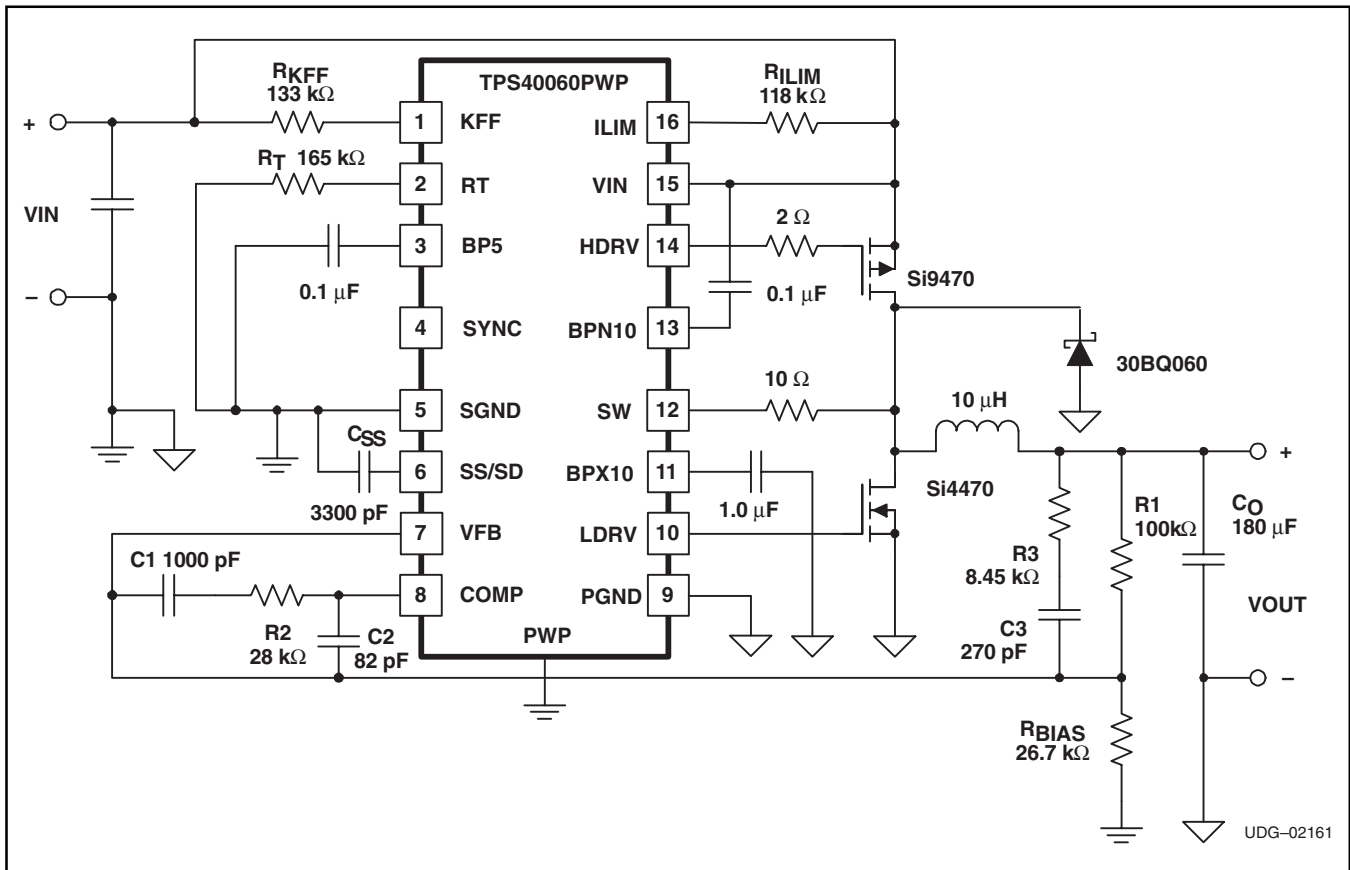 TPS40060PWP
RKFF
133 kΩ
RILIM
118 kΩ
+
1
KFF
ILIM
16
RT 165 kΩ
2
RT
VIN
15
VIN
2 Ω
3
BP5
HDRV
14
Si9470
−
0.1 μF
0.1 μF
4
SYNC
BPN10
13
30BQ060
10 Ω
10 μH
5
SGND
SW
12
CSS
+
6
SS/SD
BPX10
11
Si4470
3300 pF
1.0 μF
R1
100kΩ
CO
180 μF
7
VFB
LDRV
10
C1 1000 pF
R3
8.45 kΩ
8
COMP
PGND
9
VOUT
R2
28 kΩ
C2
82 pF
PWP
C3
270 pF
−
RBIAS
26.7 kΩ
UDG–02161